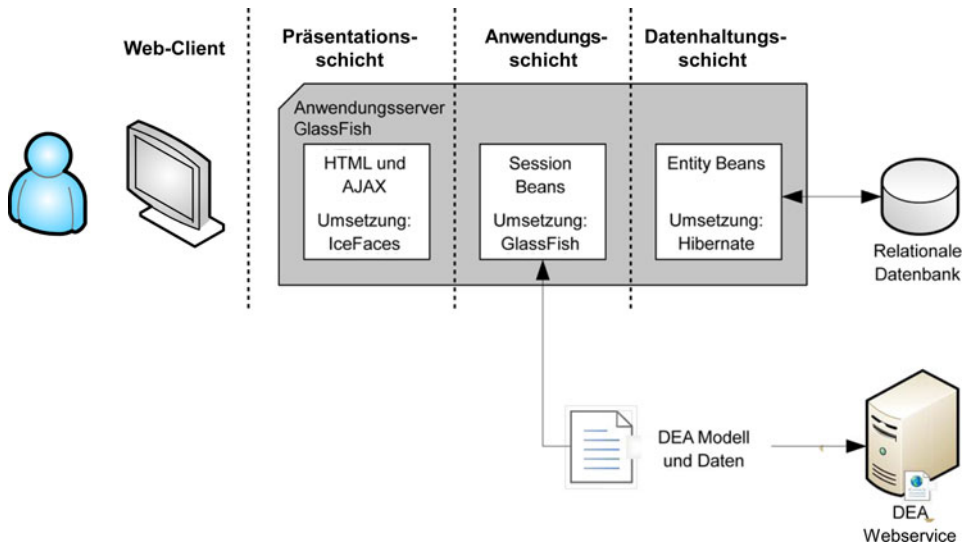 Web-Client
Präsentations-
schicht
Anwendungs-
schicht
Datenhaltungs-
schicht
Anwendungsserver
GlassFish
HTML und
AJAX
Umsetzung:
IceFaces
Session
Beans
Umsetzung:
GlassFish
Entity Beans
Umsetzung:
Hibernate
Relationale
Datenbank
DEA Modell
und Daten
DEA
Webservice